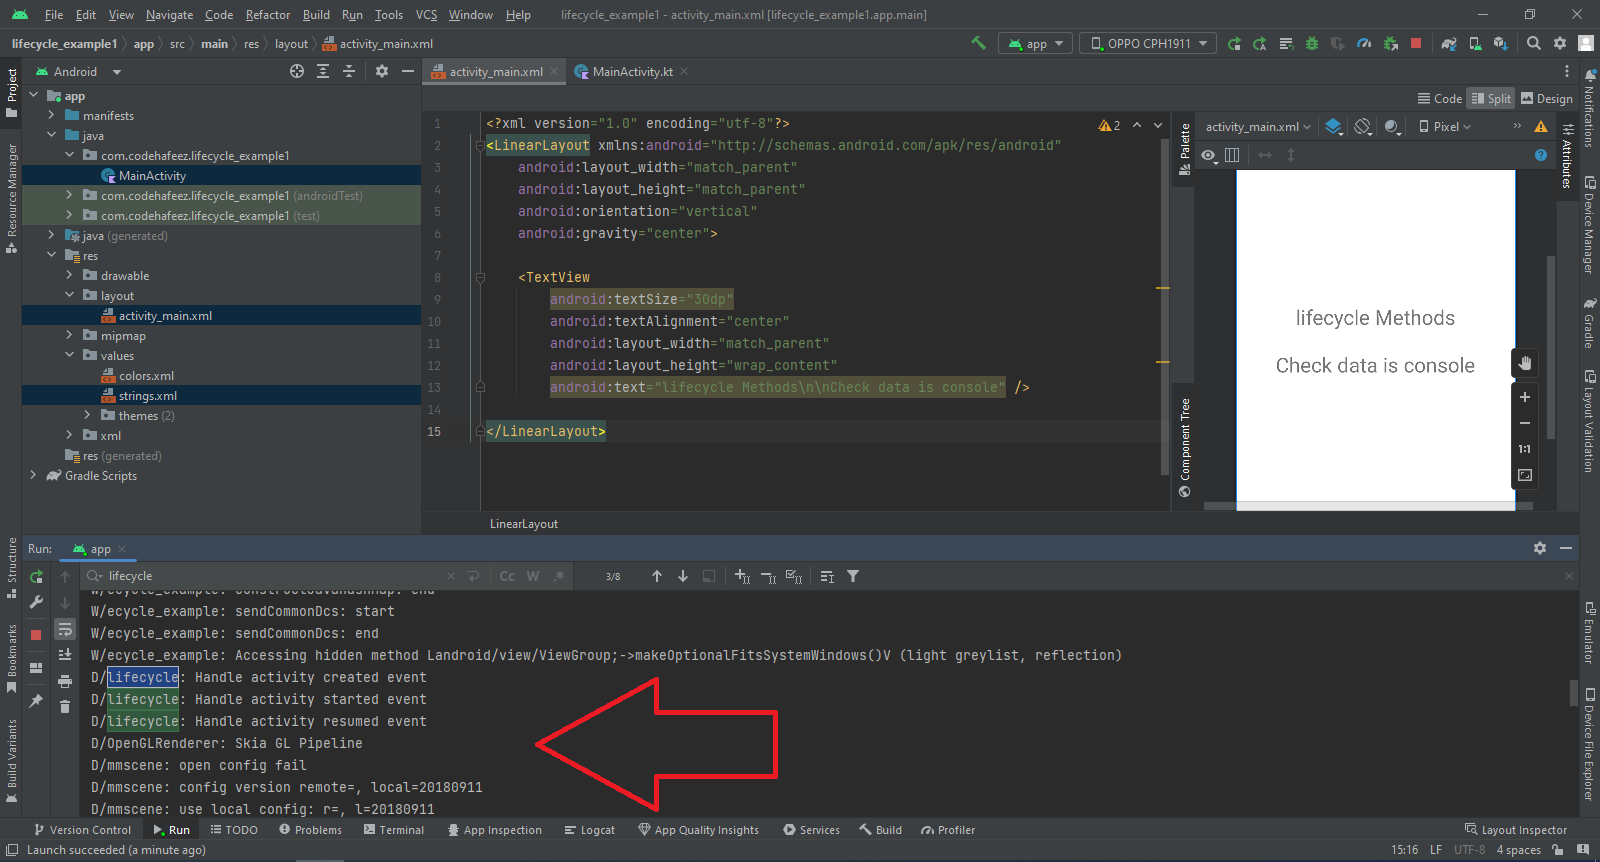 File Edit View Navigate Code Refactor Build Run Tools VCS Window Help lifecycle_example1 - activity_main.xml [lifecycle_example1.app.main]
lifecycle_example1 app src main res layout activity_main.xml app OPPO CPH1911
Project
Android
activity_main.xml MainActivity.kt
Code Split Design
app
manifests
java
com.codehafeez.lifecycle_example1
MainActivity
com.codehafeez.lifecycle_example1 (androidTest)
com.codehafeez.lifecycle_example1 (test)
java (generated)
res
drawable
layout
activity_main.xml
mipmap
values
colors.xml
strings.xml
themes (2)
xml
res (generated)
Gradle Scripts
Resource Manager
1 <?xml version="1.0" encoding="utf-8"?>
2 <LinearLayout xmlns:android="http://schemas.android.com/apk/res/android"
3 android:layout_width="match_parent"
4 android:layout_height="match_parent"
5 android:orientation="vertical"
6 android:gravity="center">
7
8 <TextView
9 android:textSize="30dp"
10 android:textAlignment="center"
11 android:layout_width="match_parent"
12 android:layout_height="wrap_content"
13 android:text="lifecycle Methods\n\nCheck data is console" />
14
15 </LinearLayout>
2
LinearLayout
Palette
Component Tree
activity_main.xml Pixel
lifecycle Methods
Check data is console
1:1
Attributes
Notifications
Device Manager
Gradle
Layout Validation
Emulator
Device File Explorer
Structure
Bookmarks
Build Variants
Run: app
lifecycle Cc W .* 3/8
W/ecycle_example: sendCommonDcs: start
W/ecycle_example: sendCommonDcs: end
W/ecycle_example: Accessing hidden method Landroid/view/ViewGroup;->makeOptionalFitsSystemWindows()V (light greylist, reflection)
D/lifecycle: Handle activity created event
D/lifecycle: Handle activity started event
D/lifecycle: Handle activity resumed event
D/OpenGLRenderer: Skia GL Pipeline
D/mmscene: open config fail
D/mmscene: config version remote=, local=20180911
D/mmscene: use local config: r=, l=20180911
Version Control Run TODO Problems Terminal App Inspection Logcat App Quality Insights Services Build Profiler Layout Inspector
Launch succeeded (a minute ago) 15:16 LF UTF-8 4 spaces